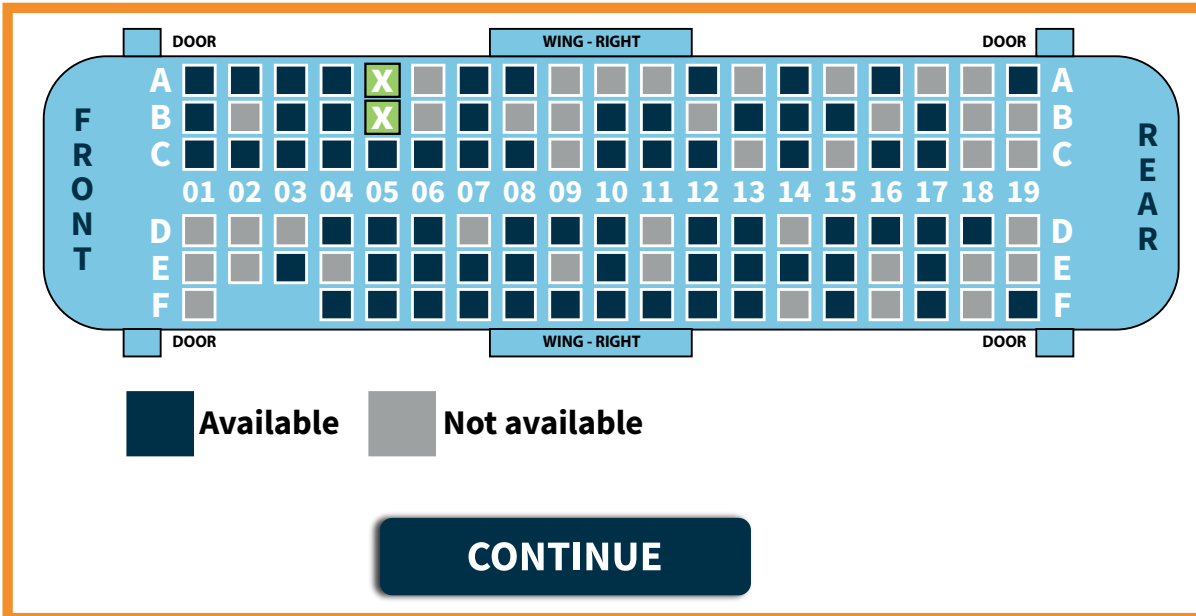 DOOR WING - RIGHT DOOR
A X A
B X B
C C
01 02 03 04 05 06 07 08 09 10 11 12 13 14 15 16 17 18 19
D D
E E
F F
FRONT
REAR
DOOR WING - RIGHT DOOR
Available Not available
CONTINUE